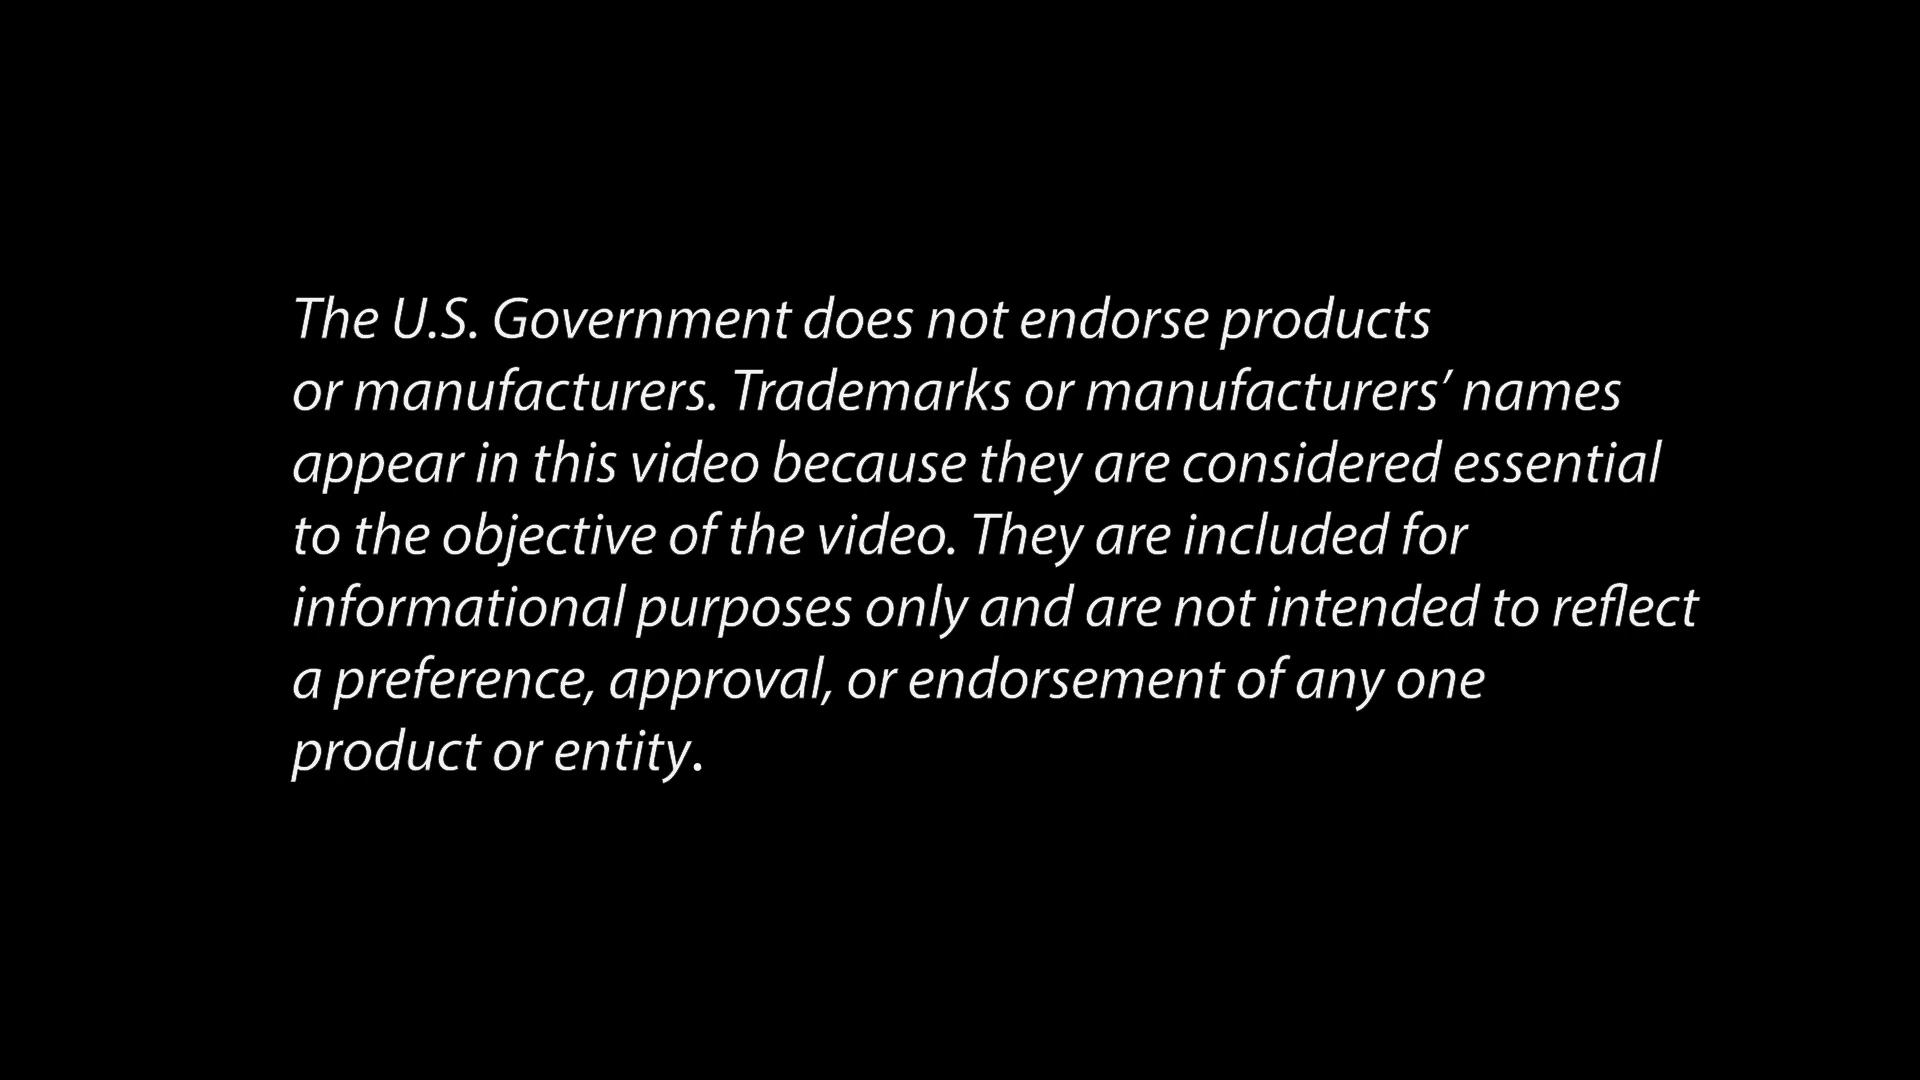 The U.S. Government does not endorse products
or manufacturers. Trademarks or manufacturers’ names
appear in this video because they are considered essential
to the objective of the video. They are included for
informational purposes only and are not intended to reflect
a preference, approval, or endorsement of any one
product or entity.